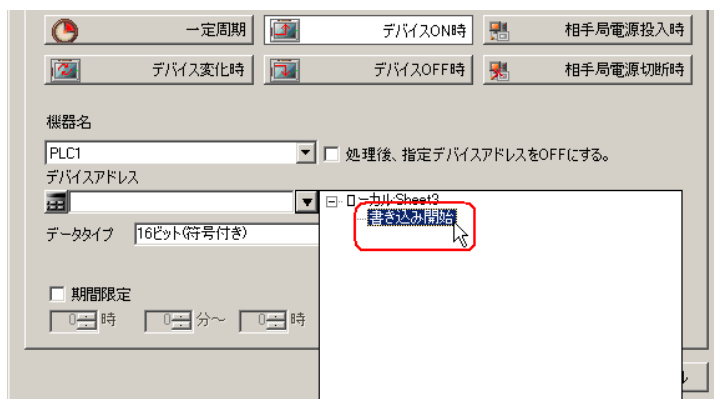 一定周期 デバイスON時 相手局電源投入時
デバイス変化時 デバイスOFF時 相手局電源切断時
機器名
PLC1 処理後、指定デバイスアドレスをOFFにする。
デバイスアドレス
ローカル:Sheet3
書き込み開始
データタイプ 16ビット(符号付き)
期間限定
0 時 0 分～ 0 時
ル